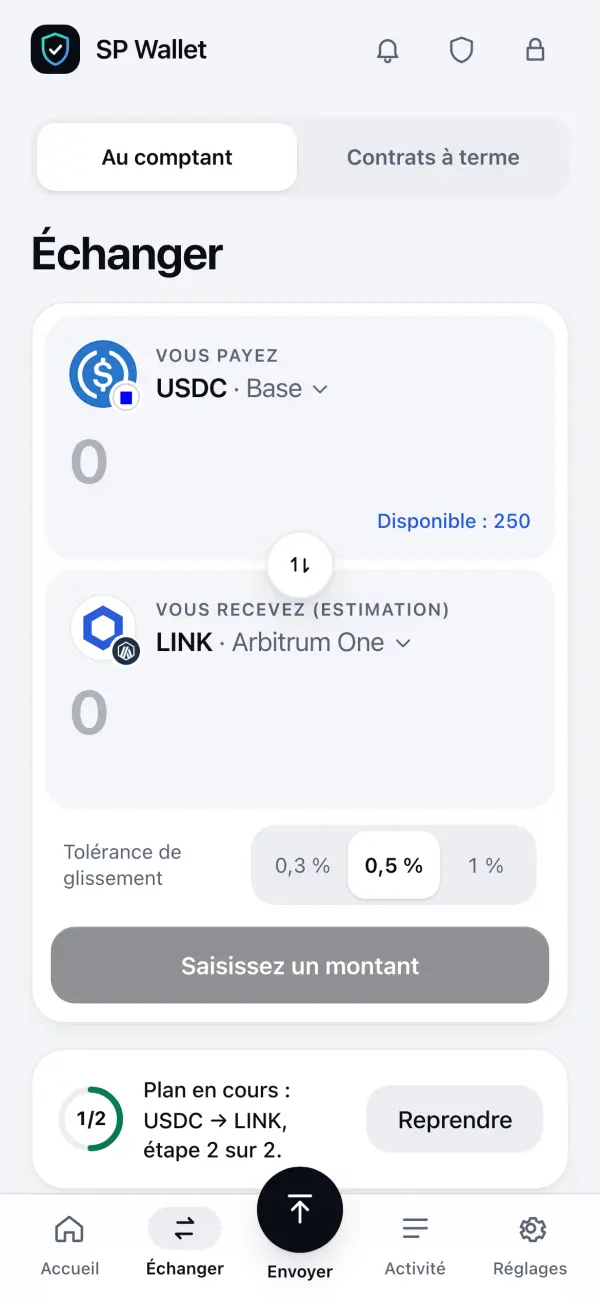 SP Wallet
Au comptant
Contrats à terme
Échanger
VOUS PAYEZ
USDC · Base
0
Disponible : 250
VOUS RECEVEZ (ESTIMATION)
LINK · Arbitrum One
0
Tolérance de
glissement
0,3 %
0,5 %
1 %
Saisissez un montant
1/2
Plan en cours :
USDC → LINK,
étape 2 sur 2.
Reprendre
Accueil
Échanger
Envoyer
Activité
Réglages